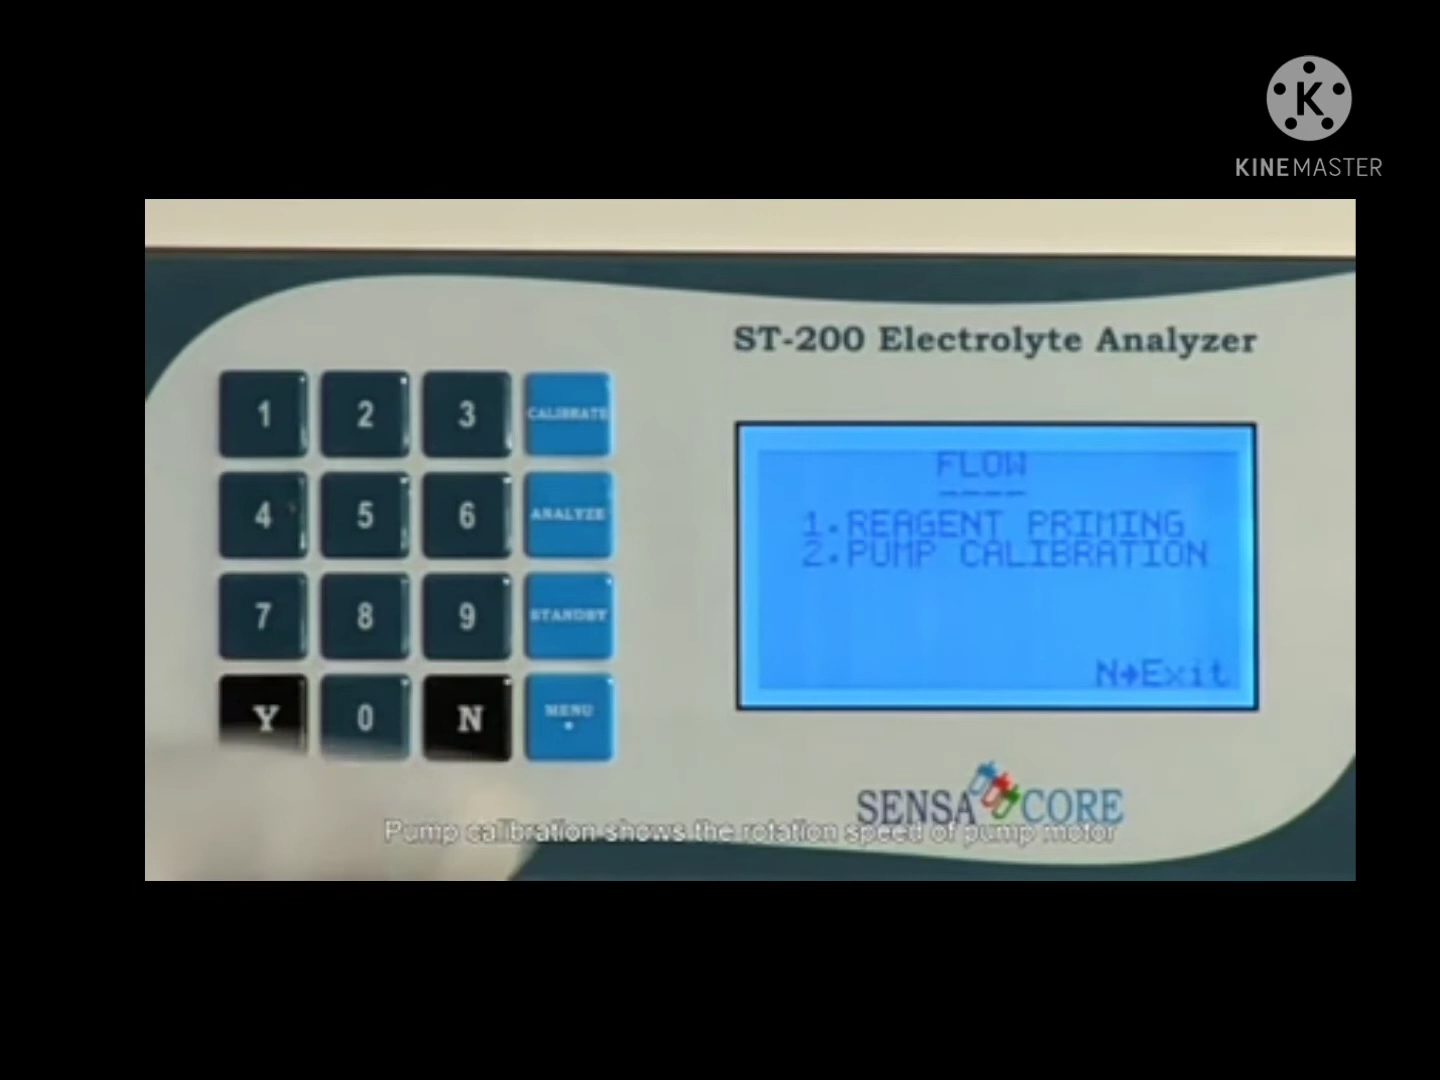 K
KINEMASTER
ST-200 Electrolyte Analyzer
1 2 3 CALIBRATE
4 5 6 ANALYZE
7 8 9 STANDBY
Y 0 N MENU
FLOW
1.REAGENT PRIMING
2.PUMP CALIBRATION
N→Exit
SENSA CORE
Pump calibration shows the rotation speed of pump motor